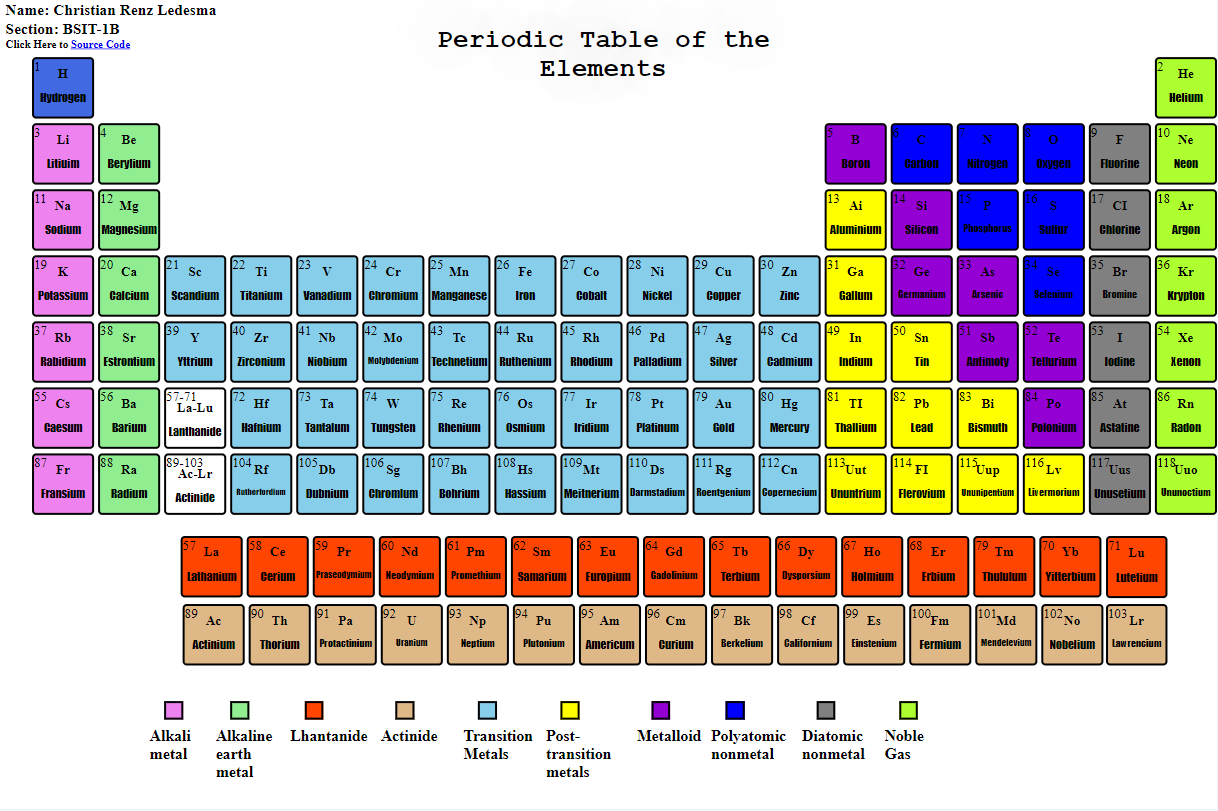 Name: Christian Renz Ledesma
Section: BSIT-1B
Click Here to Source Code
Periodic Table of the
Elements
1 H Hydrogen
2 He Helium
3 Li Litiuim
4 Be Berylium
5 B Boron
6 C Carbon
7 N Nitrogen
8 O Oxygen
9 F Fluorine
10 Ne Neon
11 Na Sodium
12 Mg Magnesium
13 Ai Aluminium
14 Si Silicon
15 P Phosphorus
16 S Sulfur
17 CI Chlorine
18 Ar Argon
19 K Potassium
20 Ca Calcium
21 Sc Scandium
22 Ti Titanium
23 V Vanadium
24 Cr Chromium
25 Mn Manganese
26 Fe Iron
27 Co Cobalt
28 Ni Nickel
29 Cu Copper
30 Zn Zinc
31 Ga Gallum
32 Ge Germanium
33 As Arsenic
34 Se Selenium
35 Br Bromine
36 Kr Krypton
37 Rb Rabidium
38 Sr Estrontium
39 Y Yttrium
40 Zr Zirconium
41 Nb Niobium
42 Mo Molybdenium
43 Tc Technetium
44 Ru Ruthenium
45 Rh Rhodium
46 Pd Palladium
47 Ag Silver
48 Cd Cadmium
49 In Indium
50 Sn Tin
51 Sb Antimoty
52 Te Tellurium
53 I Iodine
54 Xe Xenon
55 Cs Caesum
56 Ba Barium
57-71 La-Lu Lanthanide
72 Hf Hafnium
73 Ta Tantalum
74 W Tungsten
75 Re Rhenium
76 Os Osmium
77 Ir Iridium
78 Pt Platinum
79 Au Gold
80 Hg Mercury
81 TI Thallium
82 Pb Lead
83 Bi Bismuth
84 Po Polonium
85 At Astatine
86 Rn Radon
87 Fr Fransium
88 Ra Radium
89-103 Ac-Lr Actinide
104 Rf Rutherfordium
105 Db Dubnium
106 Sg Chromium
107 Bh Bohrium
108 Hs Hassium
109 Mt Meitnerium
110 Ds Darmstadium
111 Rg Roentgenium
112 Cn Copernecium
113 Uut Ununtrium
114 FI Flerovium
115 Uup Ununipentium
116 Lv Livermorium
117 Uus Unusetium
118 Uuo Ununoctium
57 La Lathanium
58 Ce Cerium
59 Pr Praseodymium
60 Nd Neodymium
61 Pm Promethium
62 Sm Samarium
63 Eu Europium
64 Gd Gadolinium
65 Tb Terbium
66 Dy Dysporsium
67 Ho Holmium
68 Er Erbium
79 Tm Thululum
70 Yb Yitterbium
71 Lu Lutetium
89 Ac Actinium
90 Th Thorium
91 Pa Protactinium
92 U Uranium
93 Np Neptium
94 Pu Plutonium
95 Am Americum
96 Cm Curium
97 Bk Berkelium
98 Cf Californium
99 Es Einstenium
100 Fm Fermium
101 Md Mendelevium
102 No Nobelium
103 Lr Lawrencium
Alkali metal
Alkaline earth metal
Lhantanide
Actinide
Transition Metals
Post-transition metals
Metalloid
Polyatomic nonmetal
Diatomic nonmetal
Noble Gas